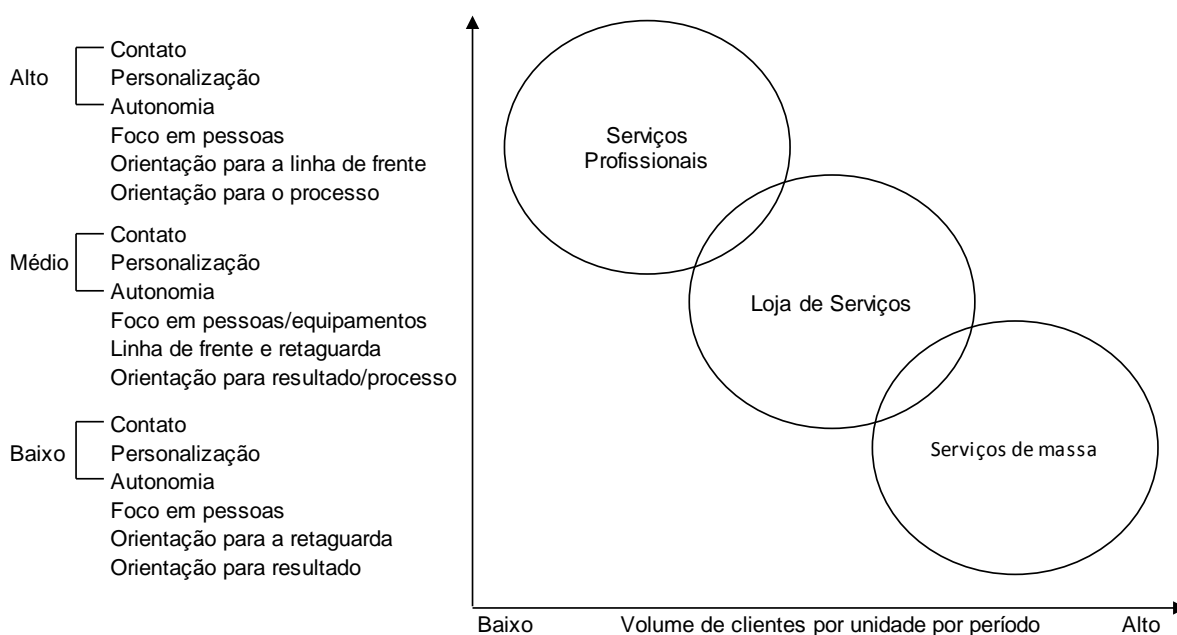 Contato
Alto
Personalização
Autonomia
Foco em pessoas
Orientação para a linha de frente
Orientação para o processo
Contato
Médio
Personalização
Autonomia
Foco em pessoas/equipamentos
Linha de frente e retaguarda
Orientação para resultado/processo
Contato
Baixo
Personalização
Autonomia
Foco em pessoas
Orientação para a retaguarda
Orientação para resultado
Serviços
Profissionais
Loja de Serviços
Serviços de massa
Baixo
Volume de clientes por unidade por período
Alto